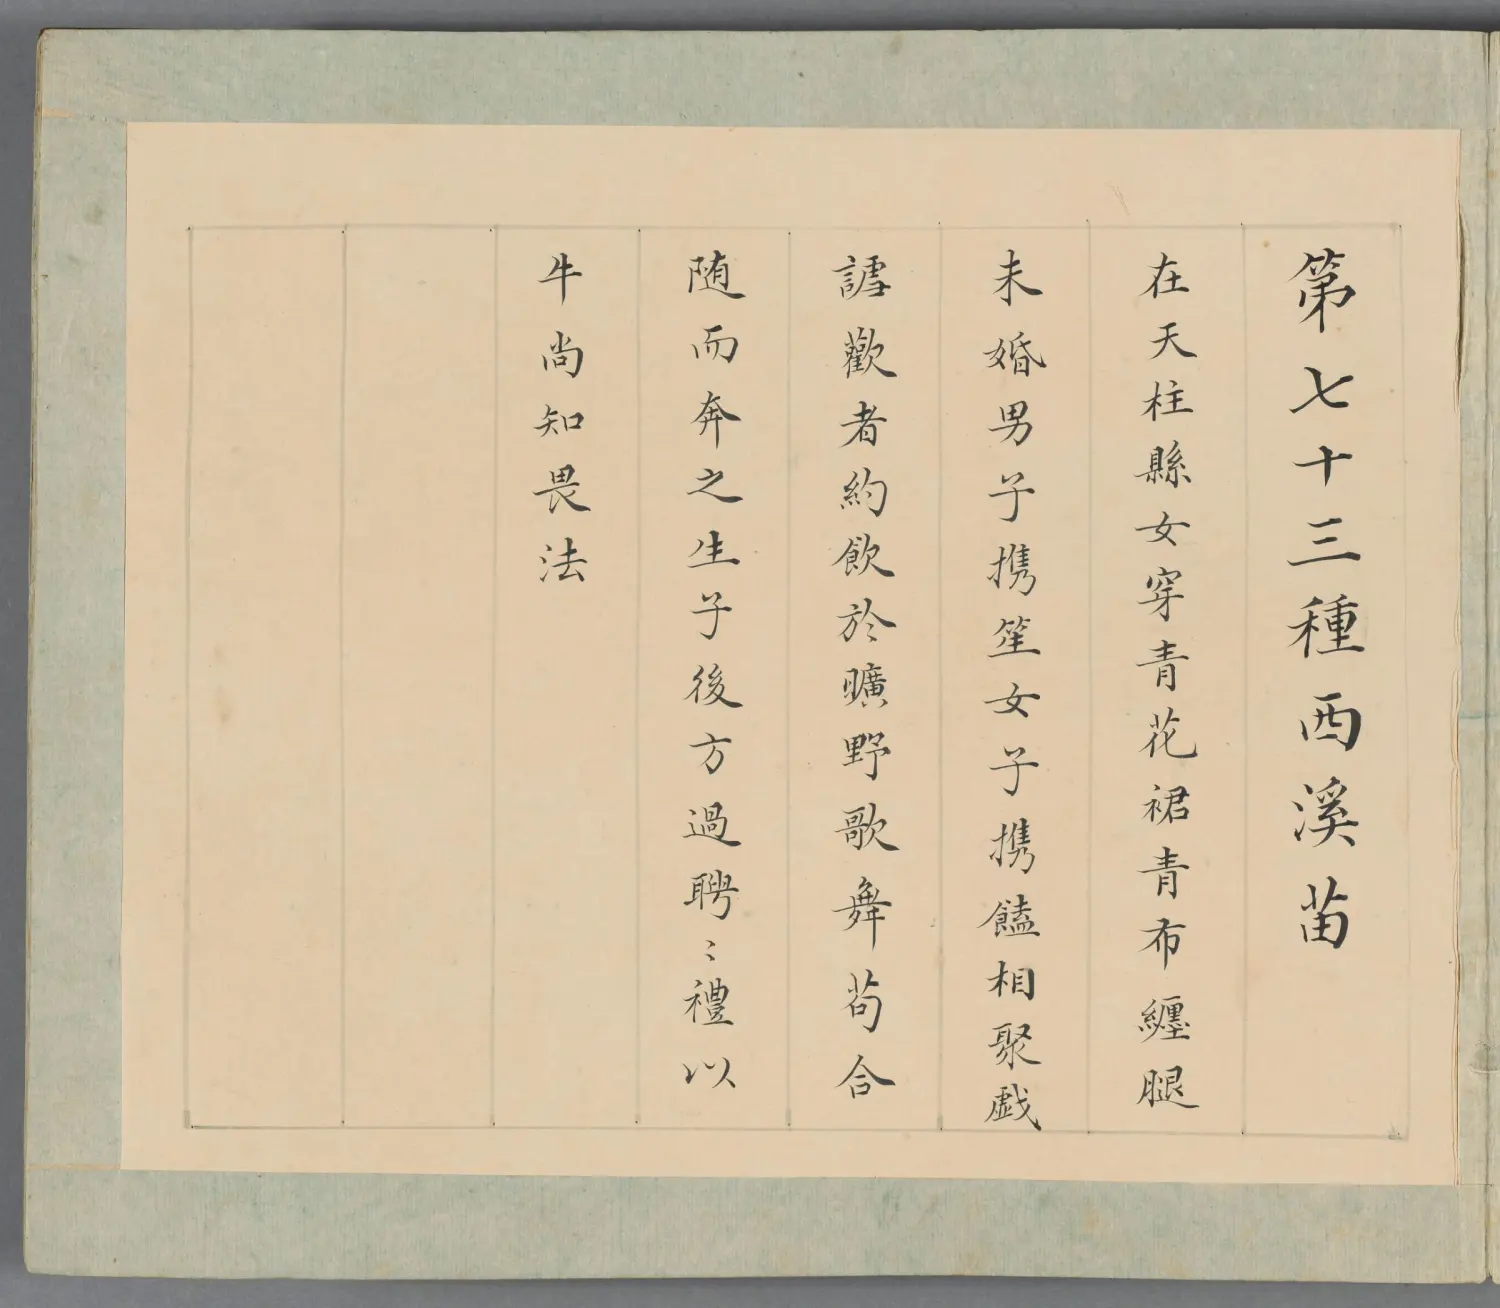 第七十三種西溪苗
在天柱縣女穿青花裙青布纏腿
未婚男子携笙女子携饁相聚戯
謔歡者約飲於曠野歌舞苟合
随而奔之生子後方過聘〻禮以
牛尚知畏法